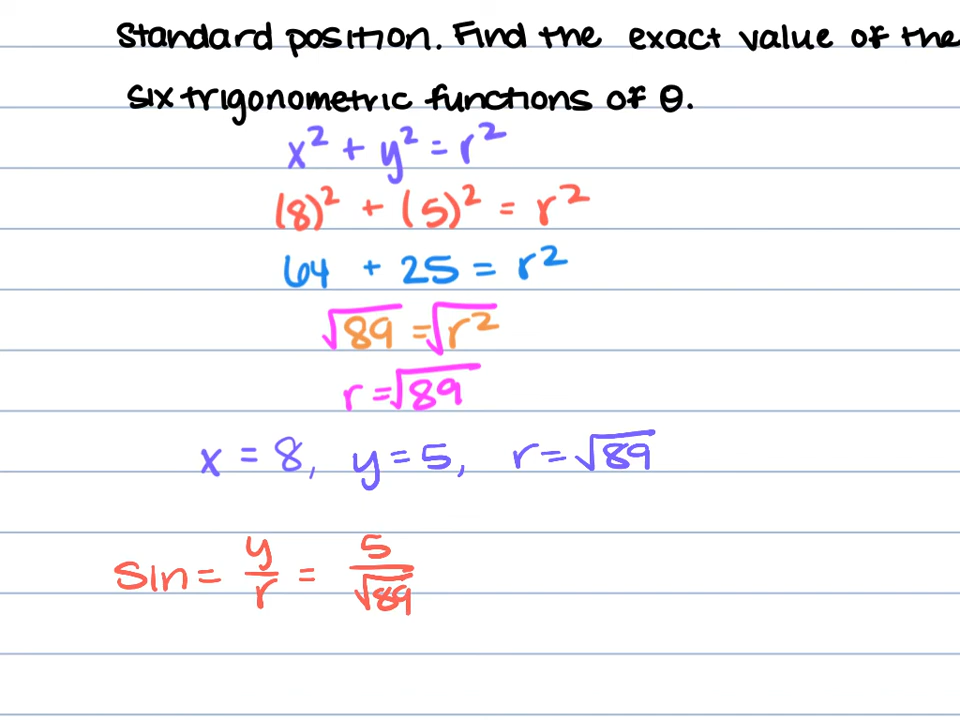 Standard position. Find the exact value of the
six trigonometric functions of θ.
x² + y² = r²
(8)² + (5)² = r²
64 + 25 = r²
√89 = √r²
r = √89
x = 8, y = 5, r = √89
Sin = y/r = 5/√89